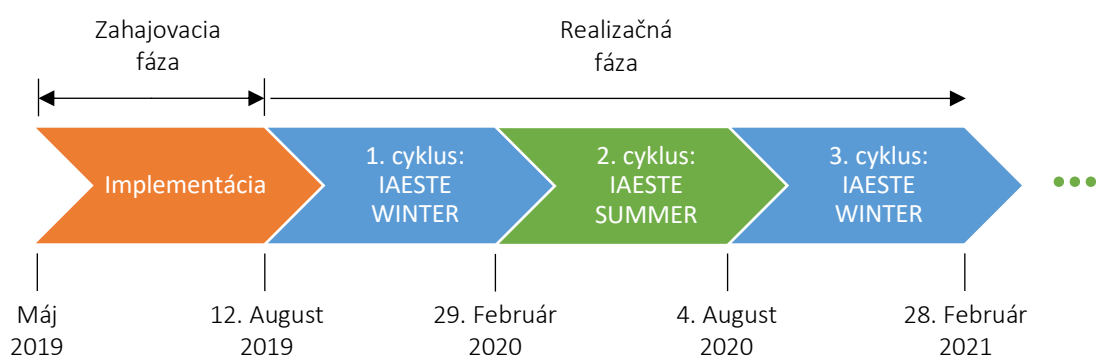 Zahajovacia
fáza
Realizačná
fáza
Implementácia
1. cyklus:
IAESTE
WINTER
2. cyklus:
IAESTE
SUMMER
3. cyklus:
IAESTE
WINTER
Máj
2019
12. August
2019
29. Február
2020
4. August
2020
28. Február
2021